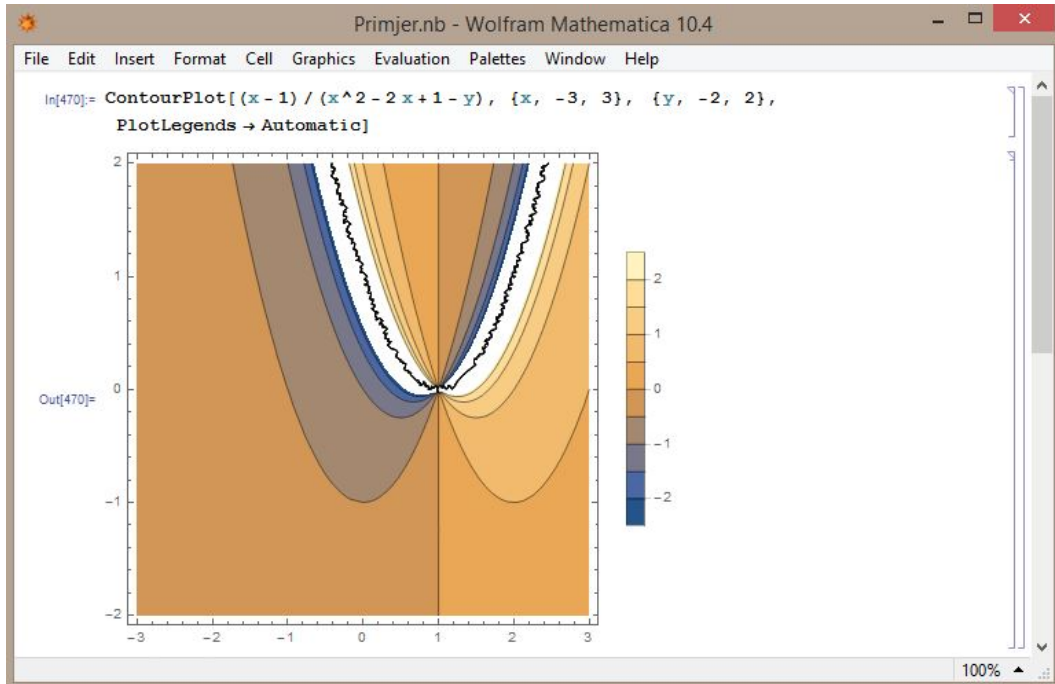 Primjer.nb - Wolfram Mathematica 10.4
File Edit Insert Format Cell Graphics Evaluation Palettes Window Help
In[470]:= ContourPlot[(x - 1) / (x^2 - 2 x + 1 - y), {x, -3, 3}, {y, -2, 2},
PlotLegends → Automatic]
Out[470]=
2
1
0
-1
-2
-3 -2 -1 0 1 2 3
2
1
0
-1
-2
100%